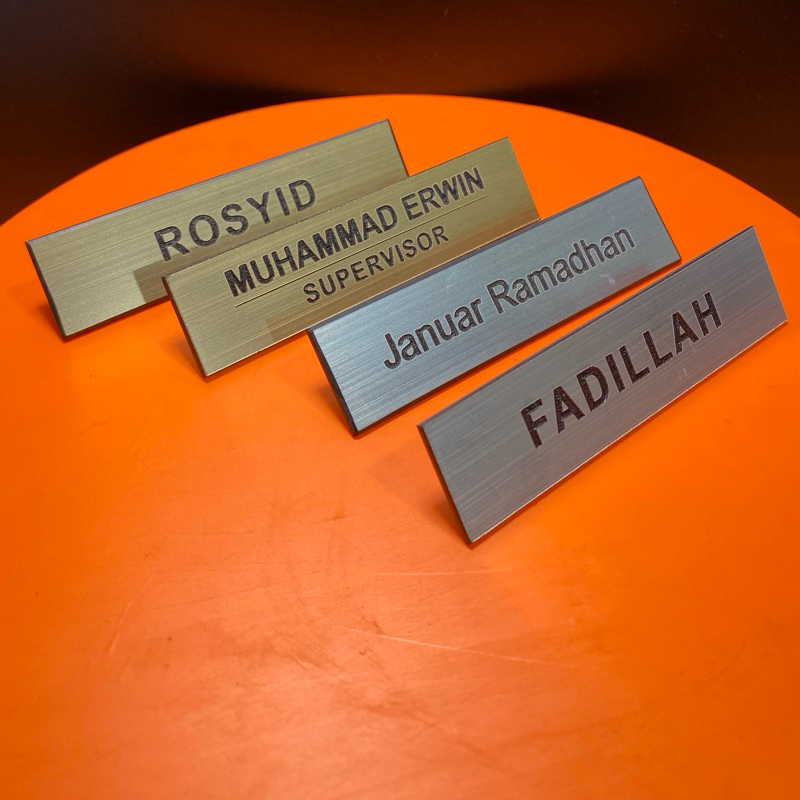 ROSYID
MUHAMMAD ERWIN
SUPERVISOR
Januar Ramadhan
FADILLAH